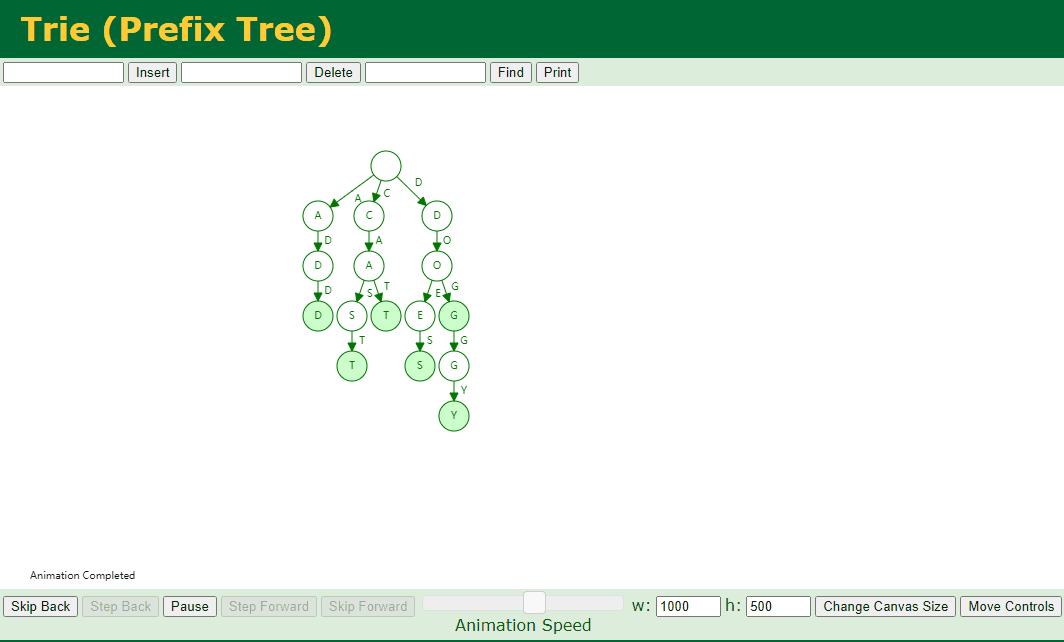 Trie (Prefix Tree)
Insert Delete Find Print
D
A C
A C D
D A O
D A O
D S T E G
D S T E G
T S G
T S G
Y
Y
Animation Completed
Skip Back Step Back Pause Step Forward Skip Forward w: 1000 h: 500 Change Canvas Size Move Controls
Animation Speed